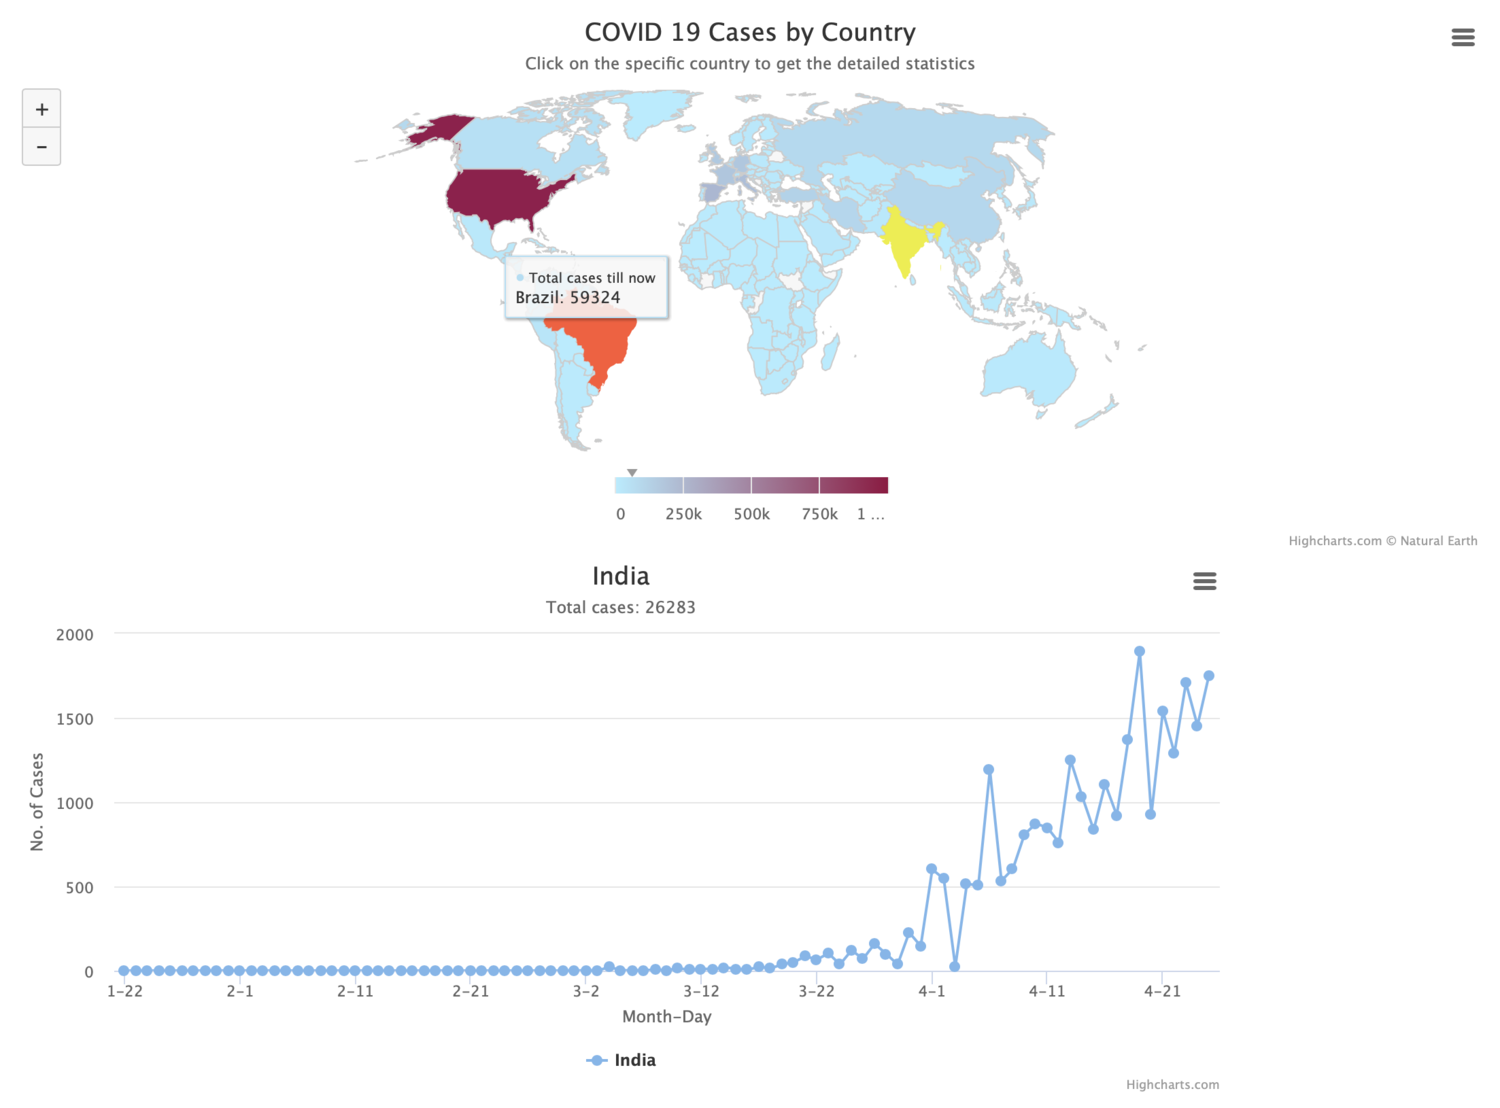 COVID 19 Cases by Country
Click on the specific country to get the detailed statistics
+
−
Total cases till now
Brazil: 59324
0 250k 500k 750k 1 ...
Highcharts.com © Natural Earth
India
Total cases: 26283
2000
1500
1000
500
0
No. of Cases
1-22 2-1 2-11 2-21 3-2 3-12 3-22 4-1 4-11 4-21
Month-Day
India
Highcharts.com